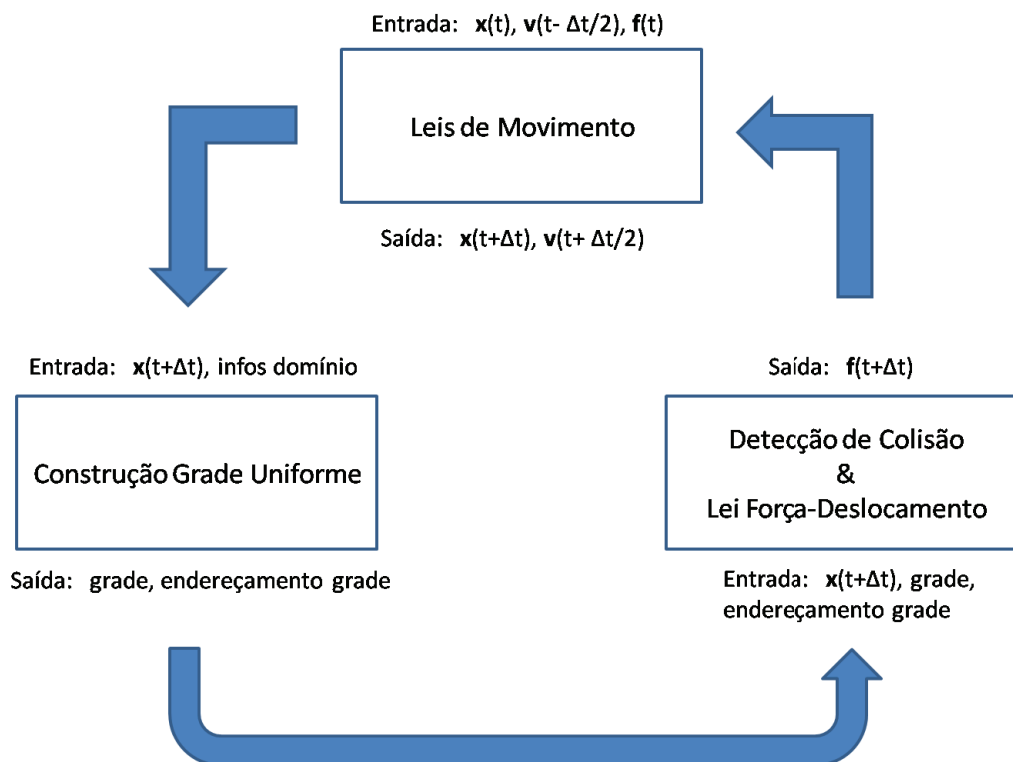 Entrada: x(t), v(t- Δt/2), f(t)
Leis de Movimento
Saída: x(t+Δt), v(t+ Δt/2)
Entrada: x(t+Δt), infos domínio
Construção Grade Uniforme
Saída: grade, endereçamento grade
Saída: f(t+Δt)
Detecção de Colisão
&
Lei Força-Deslocamento
Entrada: x(t+Δt), grade,
endereçamento grade